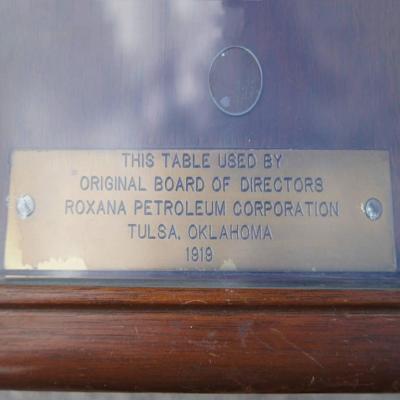 THIS TABLE USED BY
ORIGINAL BOARD OF DIRECTORS
ROXANA PETROLEUM CORPORATION
TULSA, OKLAHOMA
1919